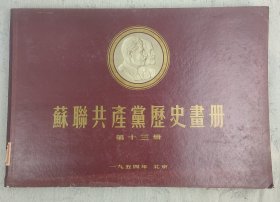 蘇聯共產黨歷史畫册
第十三册
一九五四年 北京